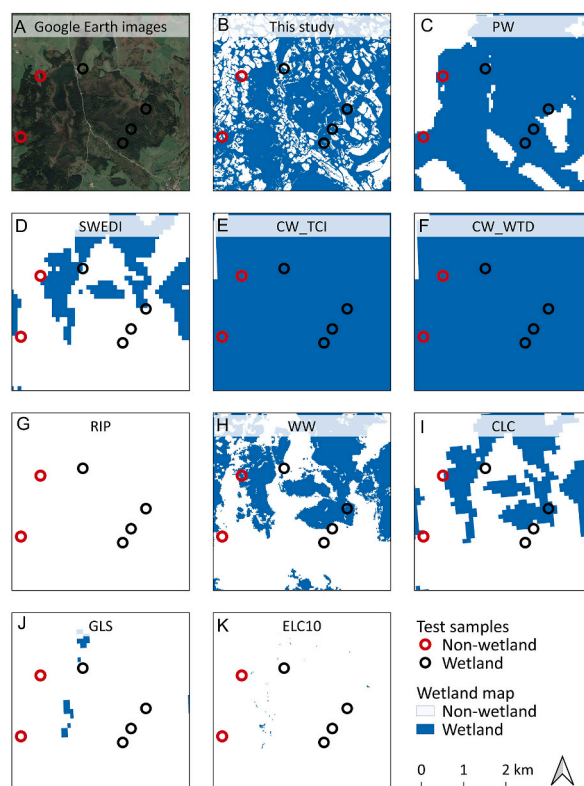 A Google Earth images
B This study
C PW
D SWEDI
E CW_TCI
F CW_WTD
G RIP
H WW
I CLC
J GLS
K ELC10
Test samples
Non-wetland
Wetland
Wetland map
Non-wetland
Wetland
0 1 2 km